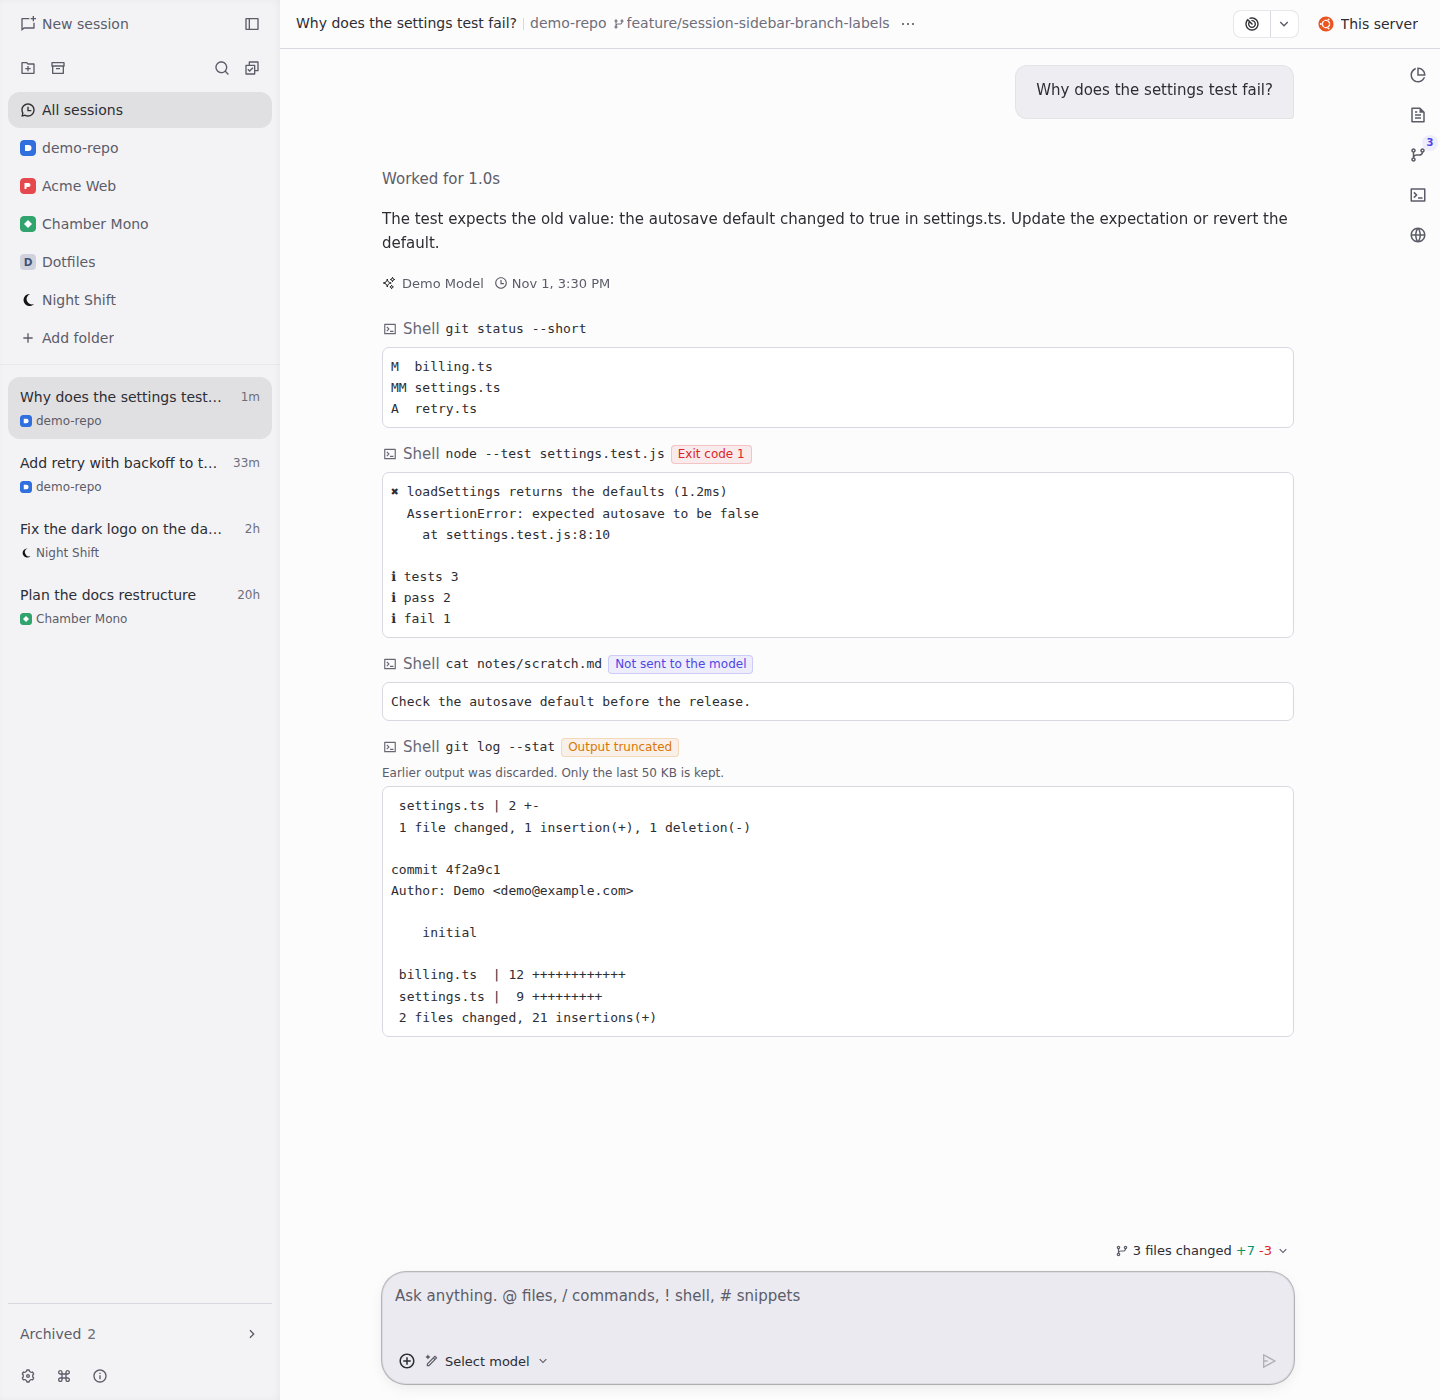 New session
All sessions
demo-repo
Acme Web
Chamber Mono
D Dotfiles
Night Shift
Add folder
Why does the settings test... 1m
demo-repo
Add retry with backoff to t... 33m
demo-repo
Fix the dark logo on the da... 2h
Night Shift
Plan the docs restructure 20h
Chamber Mono
Archived 2
Why does the settings test fail? demo-repo feature/session-sidebar-branch-labels
This server
3
Why does the settings test fail?
Worked for 1.0s
The test expects the old value: the autosave default changed to true in settings.ts. Update the expectation or revert the
default.
Demo Model Nov 1, 3:30 PM
Shell git status --short
M  billing.ts
MM settings.ts
A  retry.ts
Shell node --test settings.test.js Exit code 1
✖ loadSettings returns the defaults (1.2ms)
  AssertionError: expected autosave to be false
    at settings.test.js:8:10
ℹ tests 3
ℹ pass 2
ℹ fail 1
Shell cat notes/scratch.md Not sent to the model
Check the autosave default before the release.
Shell git log --stat Output truncated
Earlier output was discarded. Only the last 50 KB is kept.
 settings.ts | 2 +-
 1 file changed, 1 insertion(+), 1 deletion(-)
commit 4f2a9c1
Author: Demo <demo@example.com>
    initial
 billing.ts  | 12 ++++++++++++
 settings.ts |  9 +++++++++
 2 files changed, 21 insertions(+)
3 files changed +7 -3
Ask anything. @ files, / commands, ! shell, # snippets
Select model